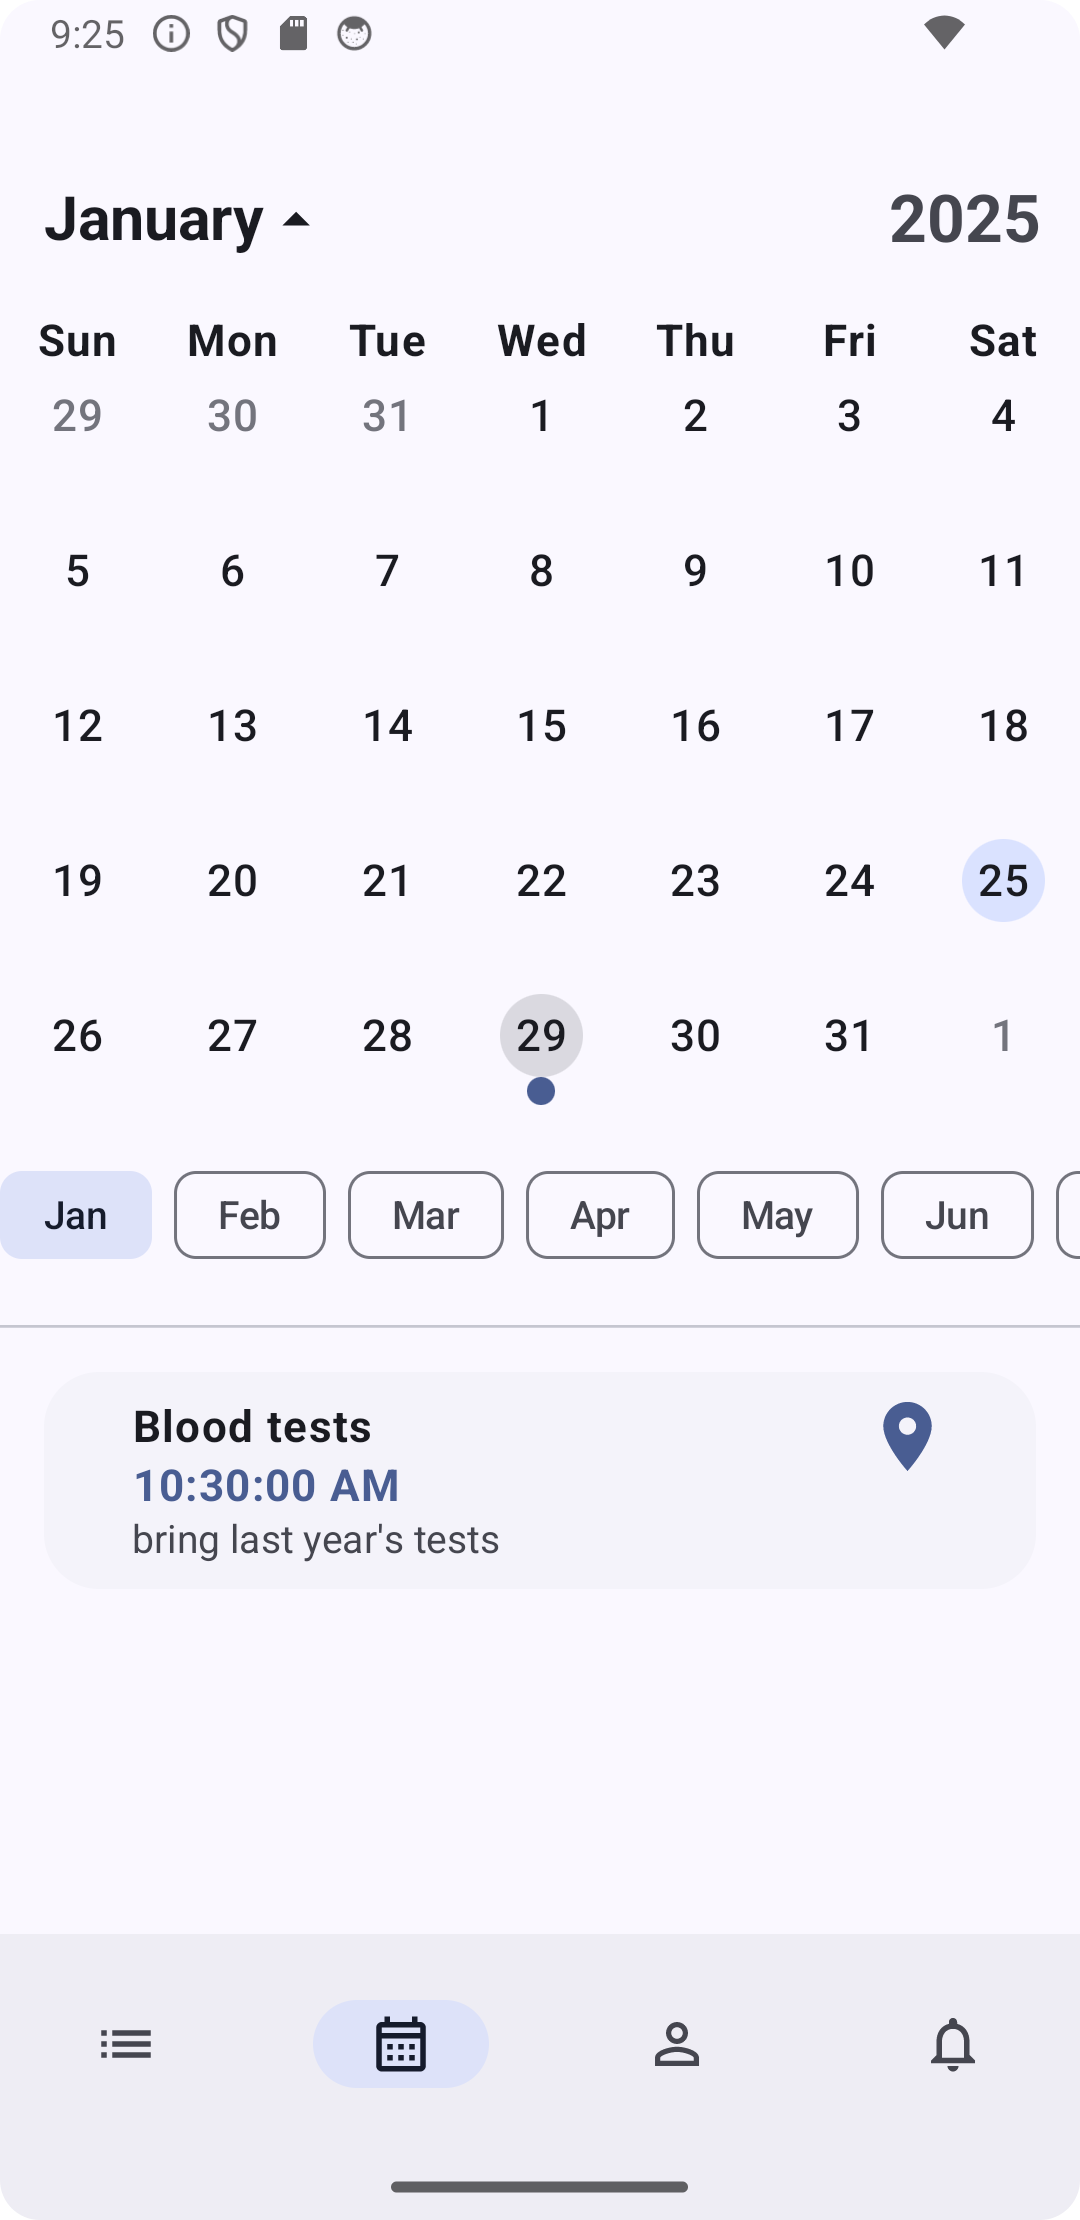 9:25
January 2025
Sun Mon Tue Wed Thu Fri Sat
29 30 31 1 2 3 4
5 6 7 8 9 10 11
12 13 14 15 16 17 18
19 20 21 22 23 24 25
26 27 28 29 30 31 1
Jan Feb Mar Apr May Jun
Blood tests
10:30:00 AM
bring last year's tests